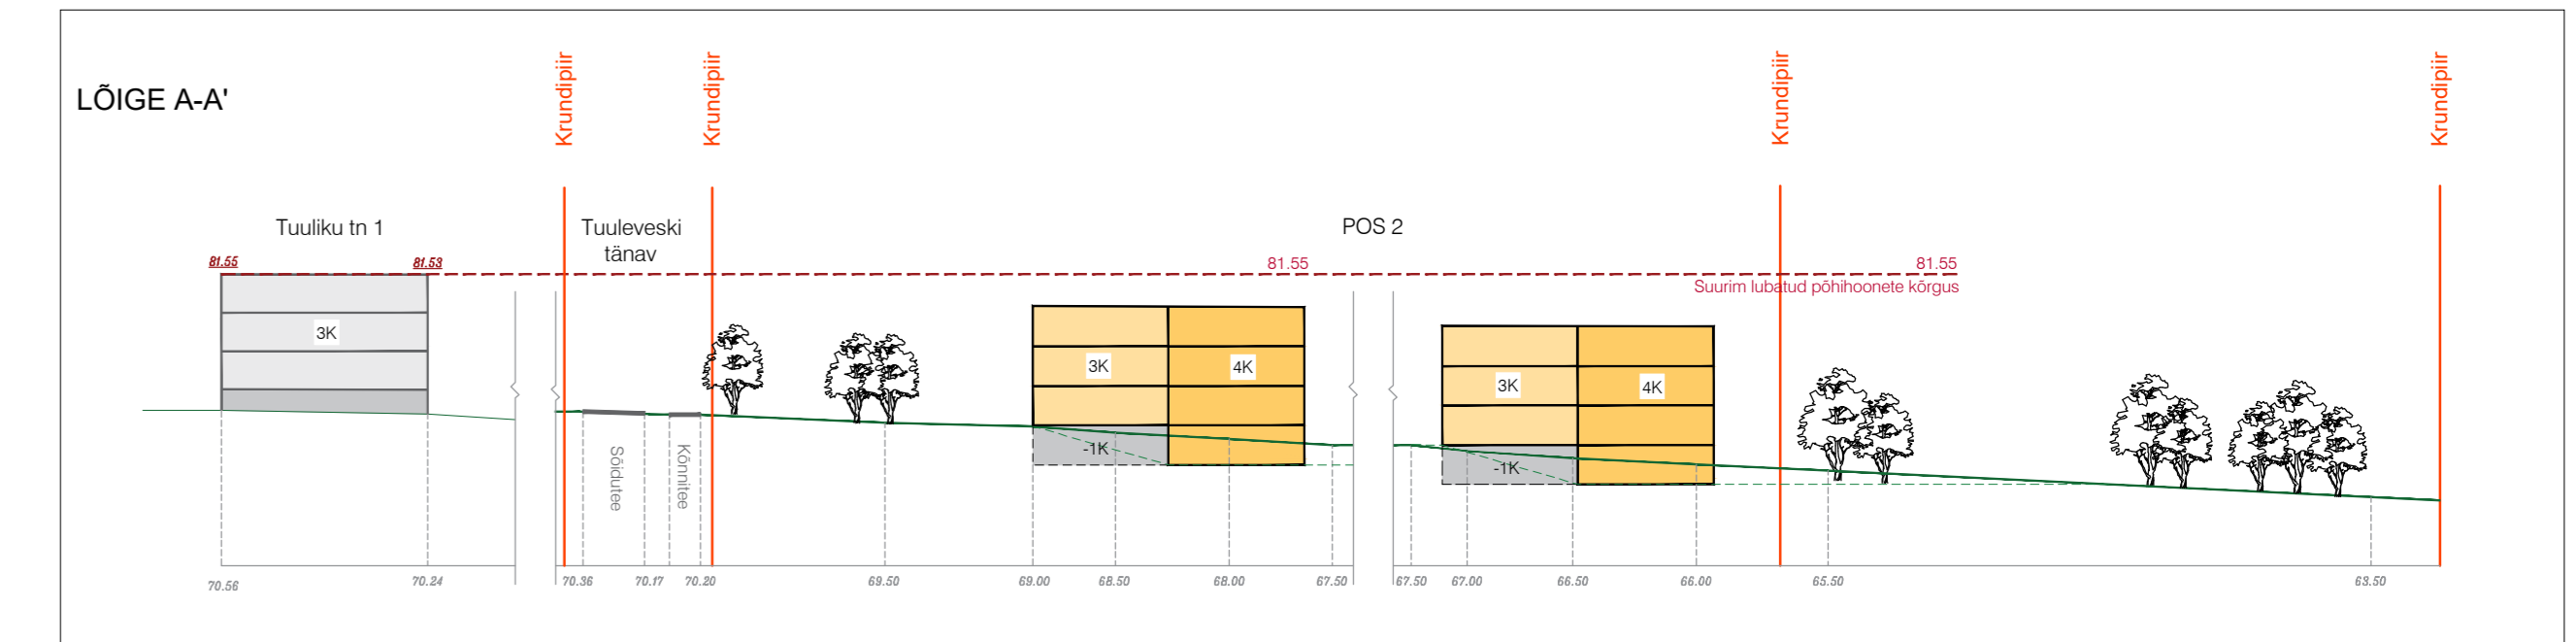 LÕIGE A-A'
Krundipiir
Krundipiir
Krundipiir
Krundipiir
Tuuliku tn 1
Tuuleveski
tänav
POS 2
81.55
81.53
81.55
81.55
Suurim lubatud põhihoonete kõrgus
3K
3K
4K
3K
4K
-1K
-1K
Sõidutee
Kõnnitee
70.56
70.24
70.36
70.17
70.20
69.50
69.00
68.50
68.00
67.50
67.50
67.00
66.50
66.00
65.50
63.50